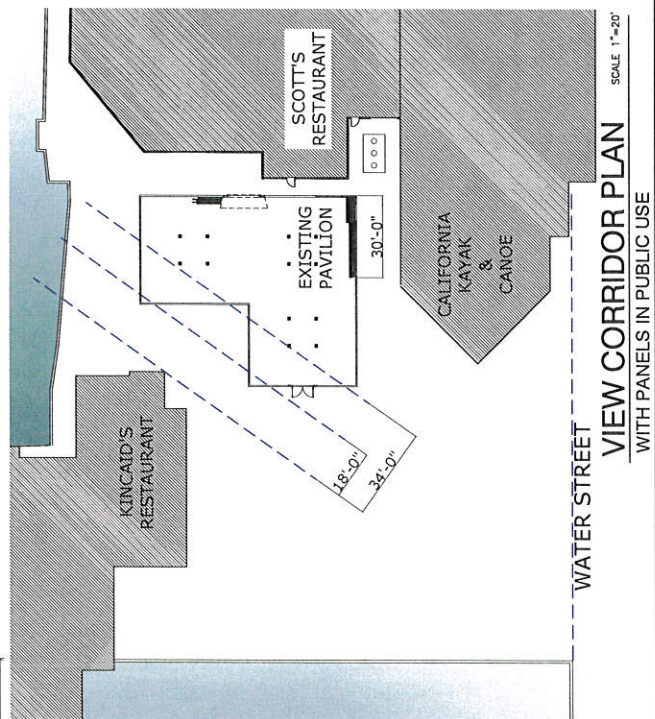 SCOTT'S
RESTAURANT
EXISTING
PAVILION
30'-0"
CALIFORNIA
KAYAK
&
CANOE
KINCAID'S
RESTAURANT
18'-0"
34'-0"
WATER STREET
VIEW CORRIDOR PLAN
SCALE 1"=20'
WITH PANELS IN PUBLIC USE